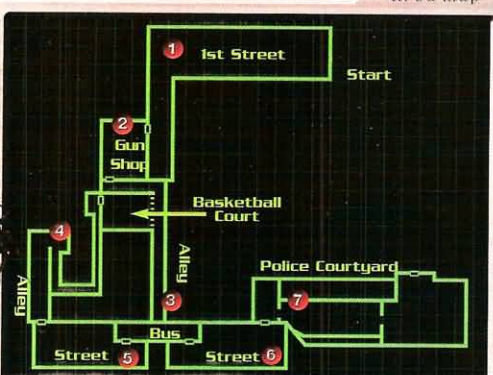 1
1st Street
Start
2
Gun
Shop
Basketball
Court
4
Alley
Alley
Police Courtyard
3
7
Bus
Street
5
Street
6